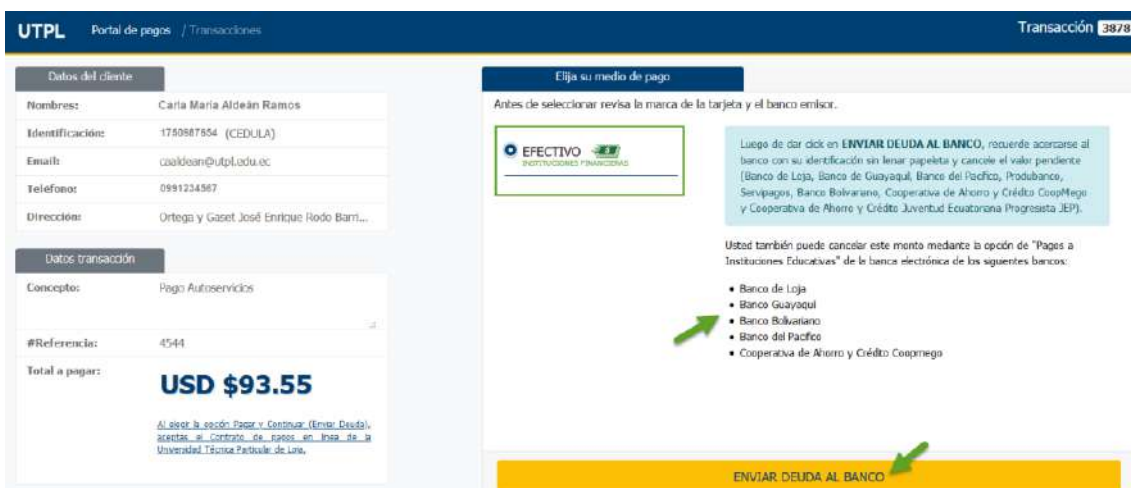 UTPL Portal de pagos / Transacciones
Transacción 3878
Datos del cliente
Nombres: Carla María Aldeán Ramos
Identificación: 1750987654 (CEDULA)
Email: caaldean@utpl.edu.ec
Teléfono: 0991234567
Dirección: Ortega y Gaset José Enrique Rodo Barri...
Datos transacción
Concepto: Pago Autoservicios
#Referencia: 4544
Total a pagar: USD $93.55
Al elegir la opción Pagar y Continuar (Enviar Deuda),
aceptas el Contrato de pagos en línea de la
Universidad Técnica Particular de Loja.
Elija su medio de pago
Antes de seleccionar revisa la marca de la tarjeta y el banco emisor.
EFECTIVO
INSTITUCIONES FINANCIERAS
Luego de dar click en ENVIAR DEUDA AL BANCO, recuerde acercarse al
banco con su identificación sin llenar papeleta y cancele el valor pendiente
(Banco de Loja, Banco de Guayaquil, Banco del Pacífico, Produbanco,
Servipagos, Banco Bolivariano, Cooperativa de Ahorro y Crédito CoopMego
y Cooperativa de Ahorro y Crédito Juventud Ecuatoriana Progresista JEP).
Usted también puede cancelar este monto mediante la opción de "Pagos a
Instituciones Educativas" de la banca electrónica de los siguientes bancos:
• Banco de Loja
• Banco Guayaquil
• Banco Bolivariano
• Banco del Pacífico
• Cooperativa de Ahorro y Crédito Coopmego
ENVIAR DEUDA AL BANCO